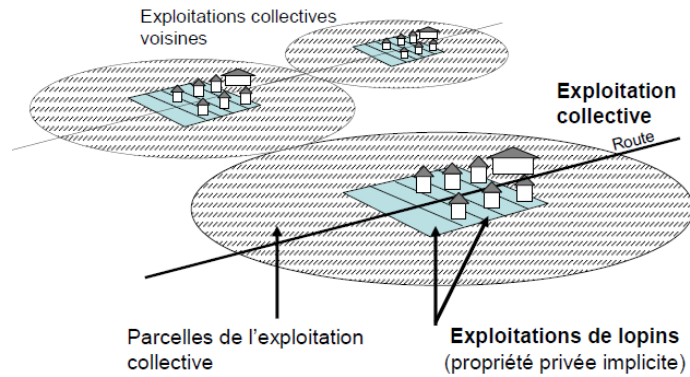 Exploitations collectives
voisines
Exploitation
collective
Route
Parcelles de l’exploitation
collective
Exploitations de lopins
(propriété privée implicite)